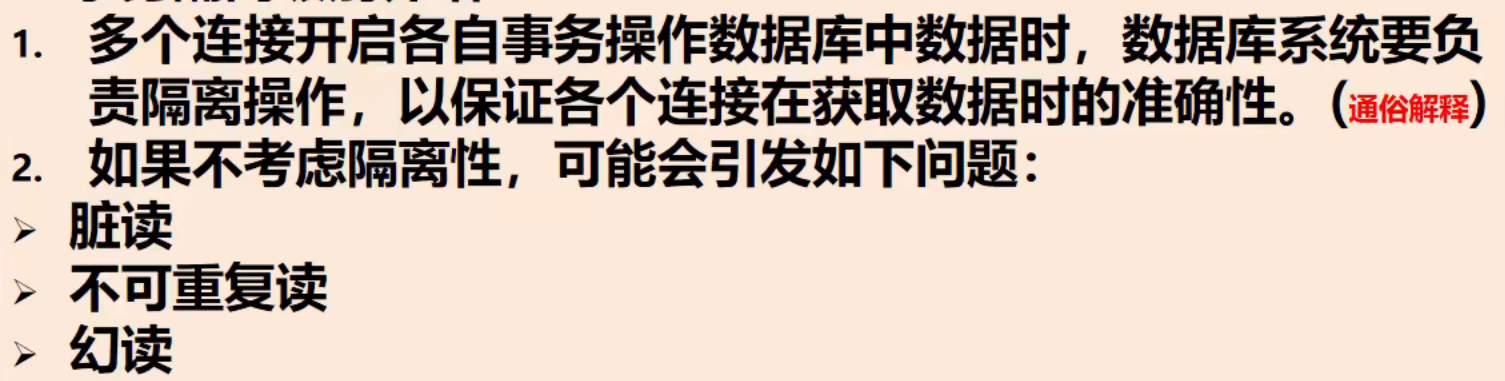 1. 多个连接开启各自事务操作数据库中数据时，数据库系统要负
责隔离操作，以保证各个连接在获取数据时的准确性。(通俗解释)
2. 如果不考虑隔离性，可能会引发如下问题：
➢ 脏读
➢ 不可重复读
➢ 幻读